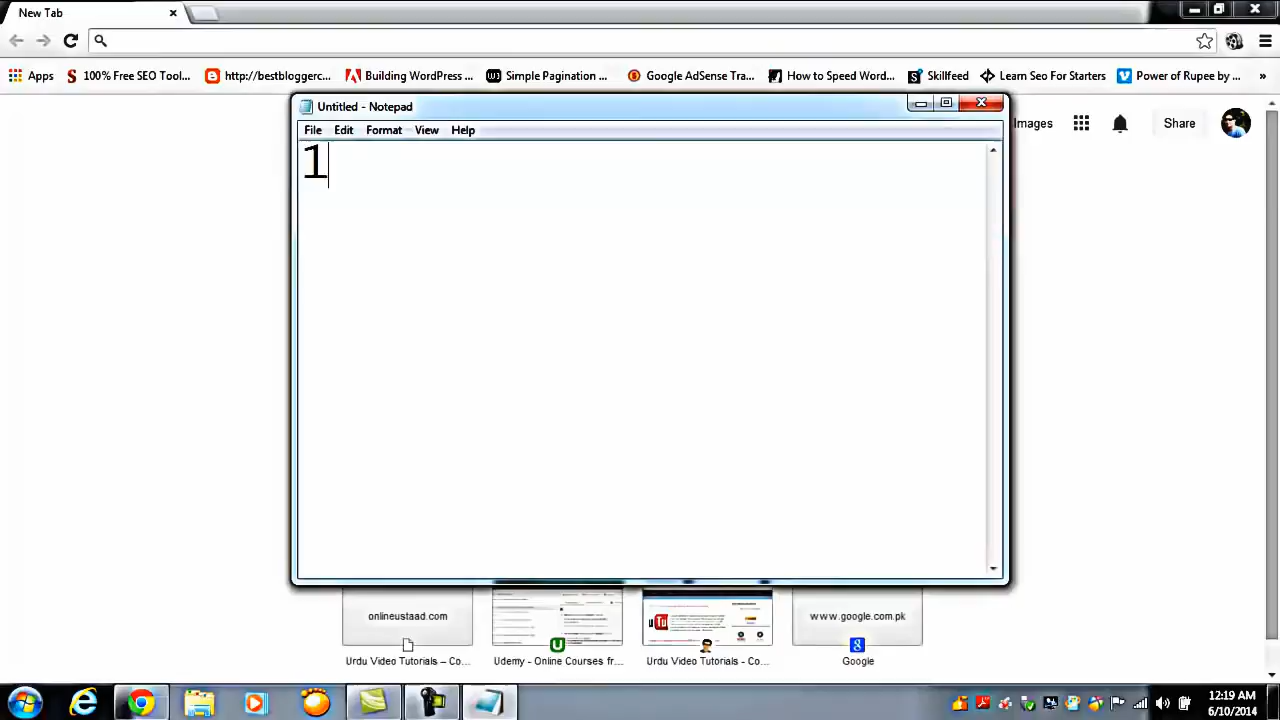 New Tab
Apps
100% Free SEO Tool...
http://bestbloggerc...
Building WordPress ...
Simple Pagination ...
Google AdSense Tra...
How to Speed Word...
Skillfeed
Learn Seo For Starters
Power of Rupee by ...
»
Untitled - Notepad
Images
Share
File Edit Format View Help
1
onlineustaad.com
www.google.com.pk
Urdu Video Tutorials – Co...
Udemy - Online Courses fr...
Urdu Video Tutorials - Co...
Google
12:19 AM
6/10/2014